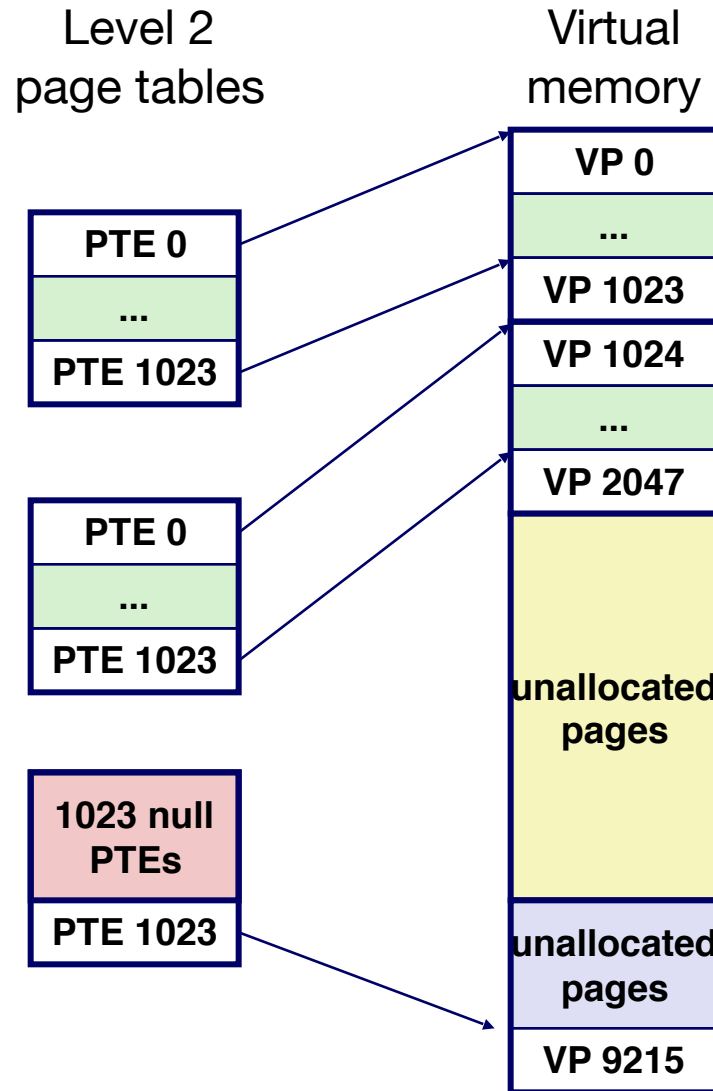 Level 2
page tables
PTE 0
...
PTE 1023
PTE 0
...
PTE 1023
1023 null
PTEs
PTE 1023
Virtual
memory
VP 0
...
VP 1023
VP 1024
...
VP 2047
unallocated
pages
unallocated
pages
VP 9215